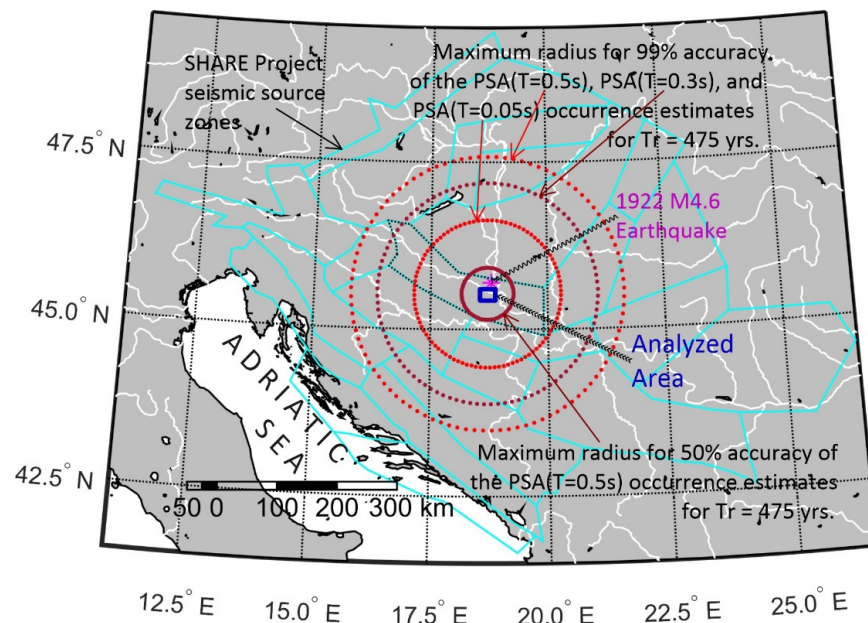 SHARE Project
seismic source
zones
Maximum radius for 99% accuracy
of the PSA(T=0.5s), PSA(T=0.3s), and
PSA(T=0.05s) occurrence estimates
for Tr = 475 yrs.
47.5° N
1922 M4.6
Earthquake
45.0° N
Analyzed
Area
ADRIATIC
SEA
Maximum radius for 50% accuracy of
the PSA(T=0.5s) occurrence estimates
for Tr = 475 yrs.
42.5° N
50 0 100 200 300 km
12.5° E 15.0° E 17.5° E 20.0° E 22.5° E 25.0° E